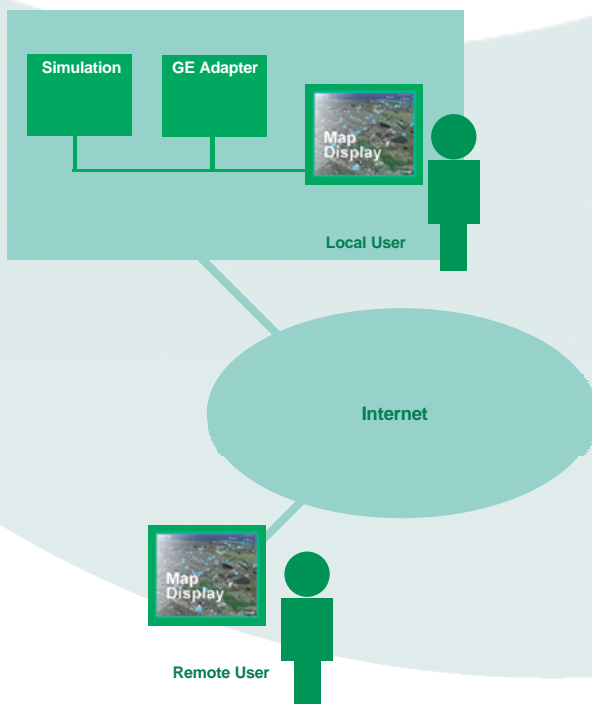 Simulation
GE Adapter
Map
Display
Local User
Internet
Map
Display
Remote User